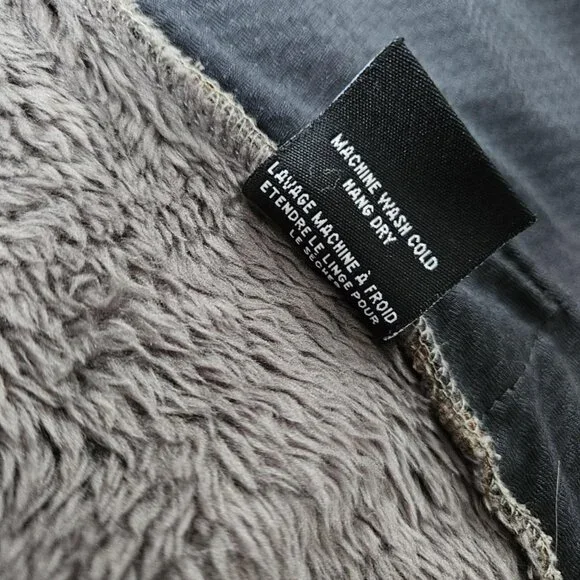 MACHINE WASH COLD
HANG DRY
LAVAGE MACHINE À FROID
ETENDRE LE LINGE POUR
LE SÉCHER